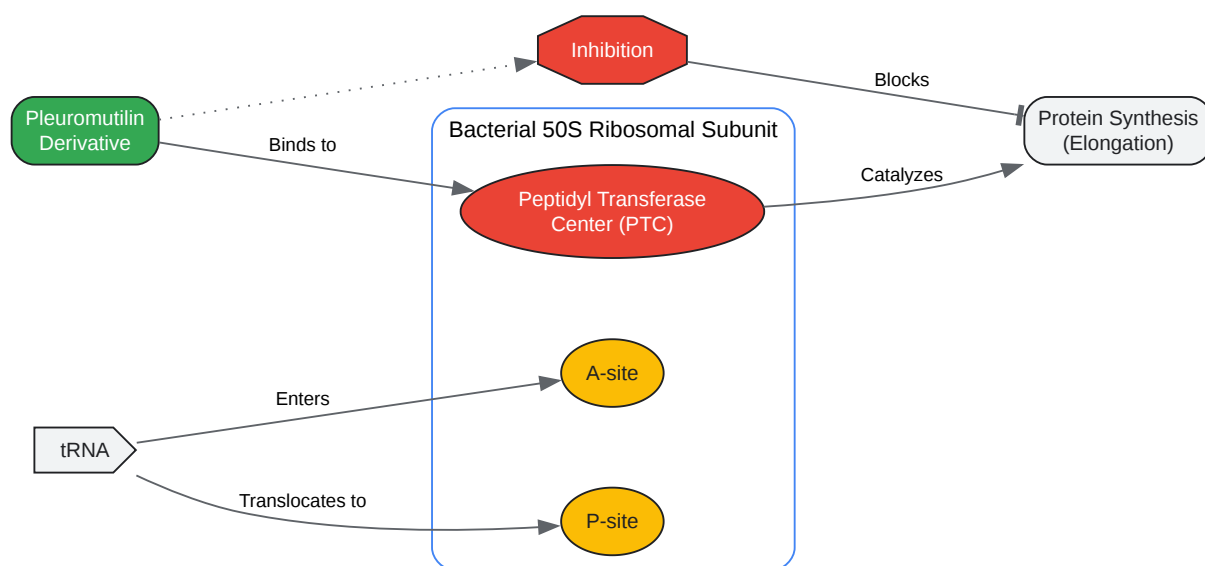 Inhibition
Blocks
Pleuromutilin
Derivative
Binds to
Bacterial 50S Ribosomal Subunit
Peptidyl Transferase
Center (PTC)
Protein Synthesis
(Elongation)
Catalyzes
A-site
Enters
tRNA
Translocates to
P-site